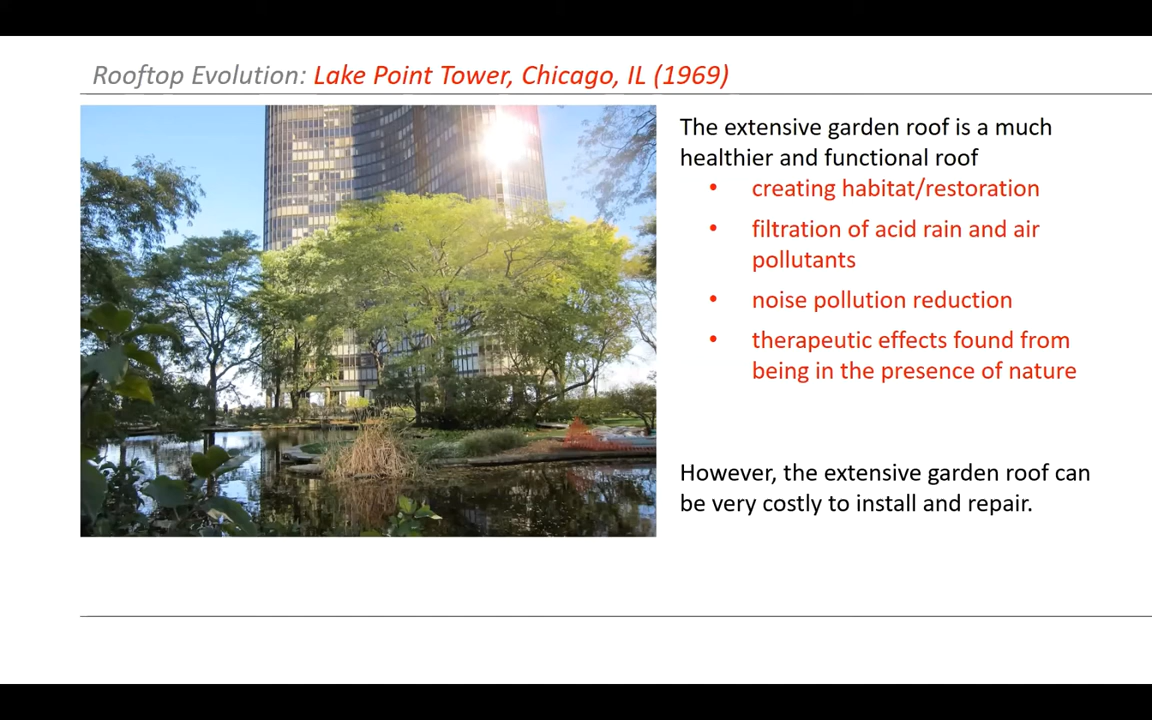 Rooftop Evolution: Lake Point Tower, Chicago, IL (1969)
The extensive garden roof is a much
healthier and functional roof
• creating habitat/restoration
• filtration of acid rain and air
pollutants
• noise pollution reduction
• therapeutic effects found from
being in the presence of nature
However, the extensive garden roof can
be very costly to install and repair.